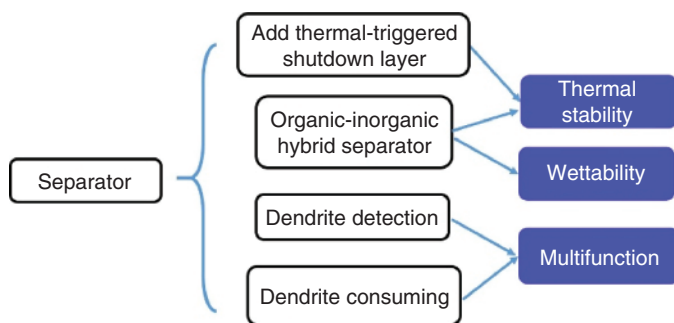 Separator
Add thermal-triggered
shutdown layer
Organic-inorganic
hybrid separator
Dendrite detection
Dendrite consuming
Thermal
stability
Wettability
Multifunction